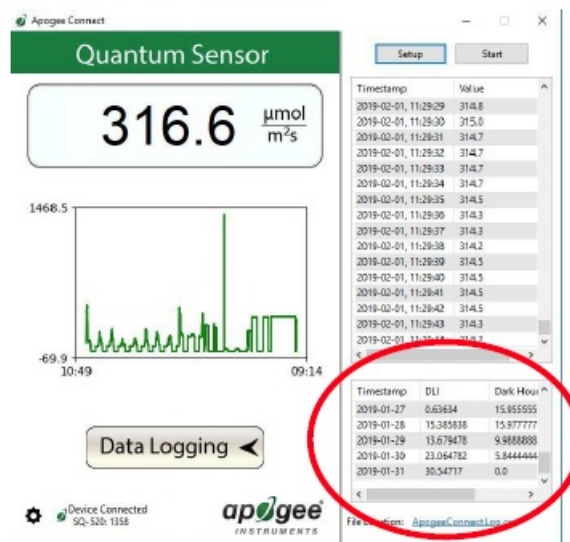 Apogee Connect
Quantum Sensor
316.6 µmol
m²s
1468.5
-69.9
10:49 09:14
Data Logging
Device Connected
SQ-520: 1358
apogee
INSTRUMENTS
Setup Start
Timestamp Value
2019-02-01, 11:29:29 314.8
2019-02-01, 11:29:30 315.0
2019-02-01, 11:29:31 314.7
2019-02-01, 11:29:32 314.7
2019-02-01, 11:29:33 314.7
2019-02-01, 11:29:34 314.7
2019-02-01, 11:29:35 314.5
2019-02-01, 11:29:36 314.3
2019-02-01, 11:29:37 314.3
2019-02-01, 11:29:38 314.2
2019-02-01, 11:29:39 314.5
2019-02-01, 11:29:40 314.5
2019-02-01, 11:29:41 314.5
2019-02-01, 11:29:42 314.5
2019-02-01, 11:29:43 314.3
Timestamp DLI Dark Hour
2019-01-27 0.63634 15.955555
2019-01-28 15.385838 15.977777
2019-01-29 13.679478 9.9888888
2019-01-30 23.064782 5.8444444
2019-01-31 30.54717 0.0
File